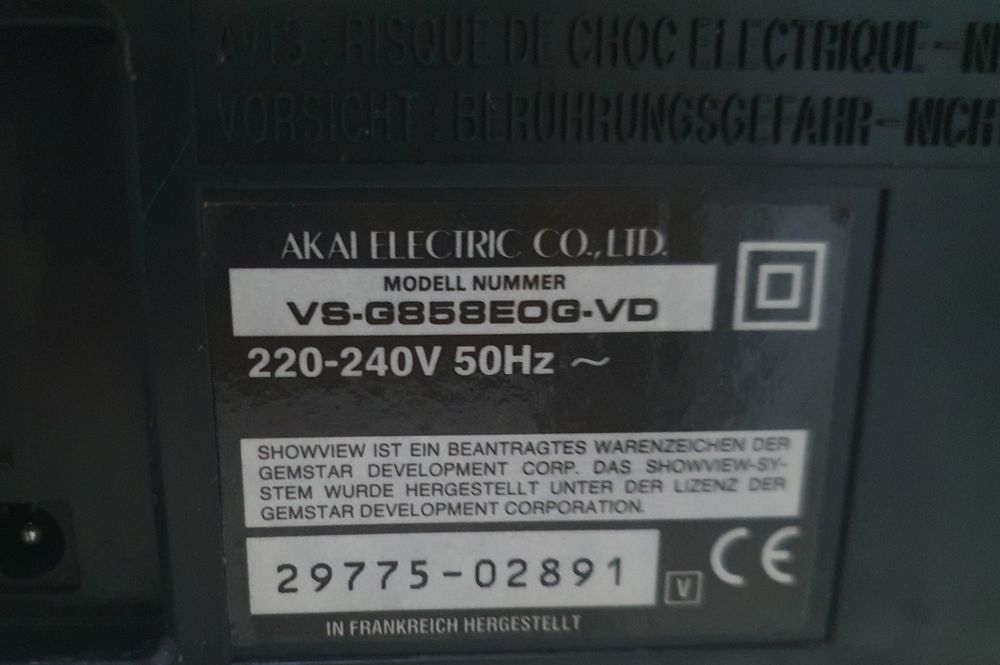 AVIS : RISQUE DE CHOC ELECTRIQUE – 
VORSICHT : BERÜHRUNGSGEFAHR – NICH
AKAI ELECTRIC CO., LTD.
MODELL NUMMER
VS-G858EOG-VD
220-240V 50Hz ~
SHOWVIEW IST EIN BEANTRAGTES WARENZEICHEN DER
GEMSTAR DEVELOPMENT CORP. DAS SHOWVIEW-SY-
STEM WURDE HERGESTELLT UNTER DER LIZENZ DER
GEMSTAR DEVELOPMENT CORPORATION.
29775-02891
V CE
IN FRANKREICH HERGESTELLT